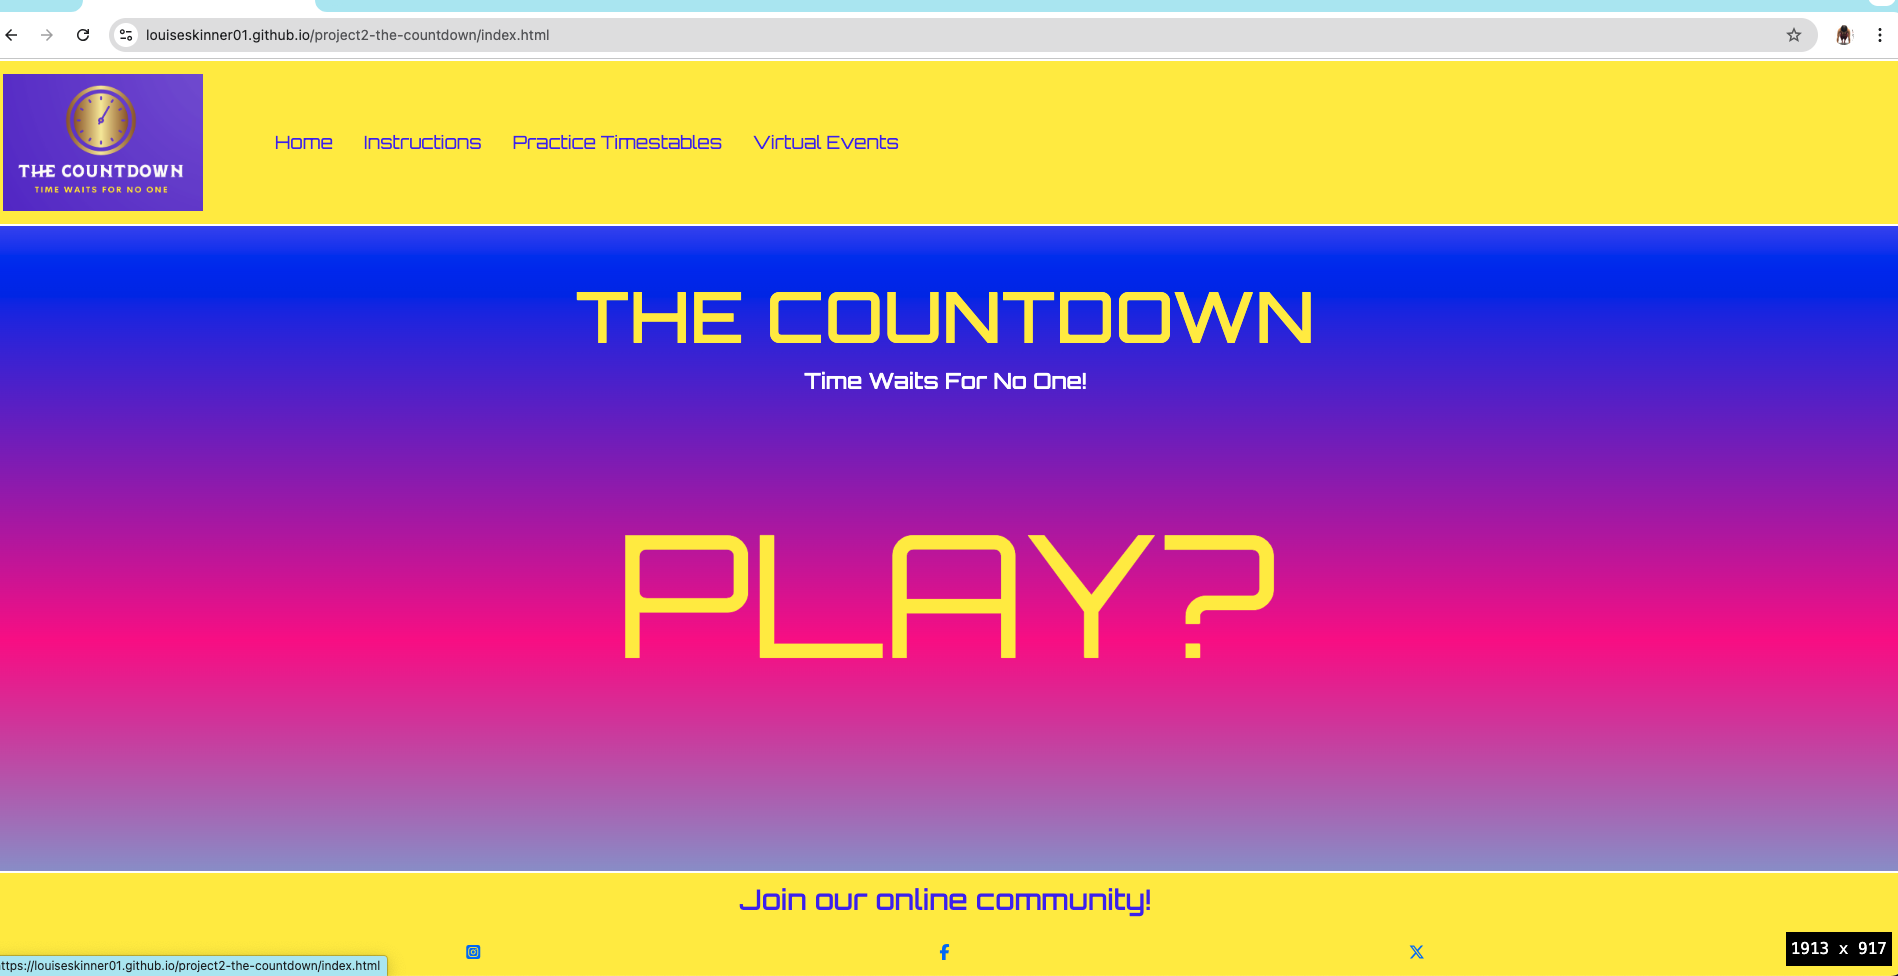 louiseskinner01.github.io/project2-the-countdown/index.html
THE COUNTDOWN
TIME WAITS FOR NO ONE
Home Instructions Practice Timestables Virtual Events
THE COUNTDOWN
Time Waits For No One!
PLAY?
Join our online community!
ttps://louiseskinner01.github.io/project2-the-countdown/index.html
1913 x 917